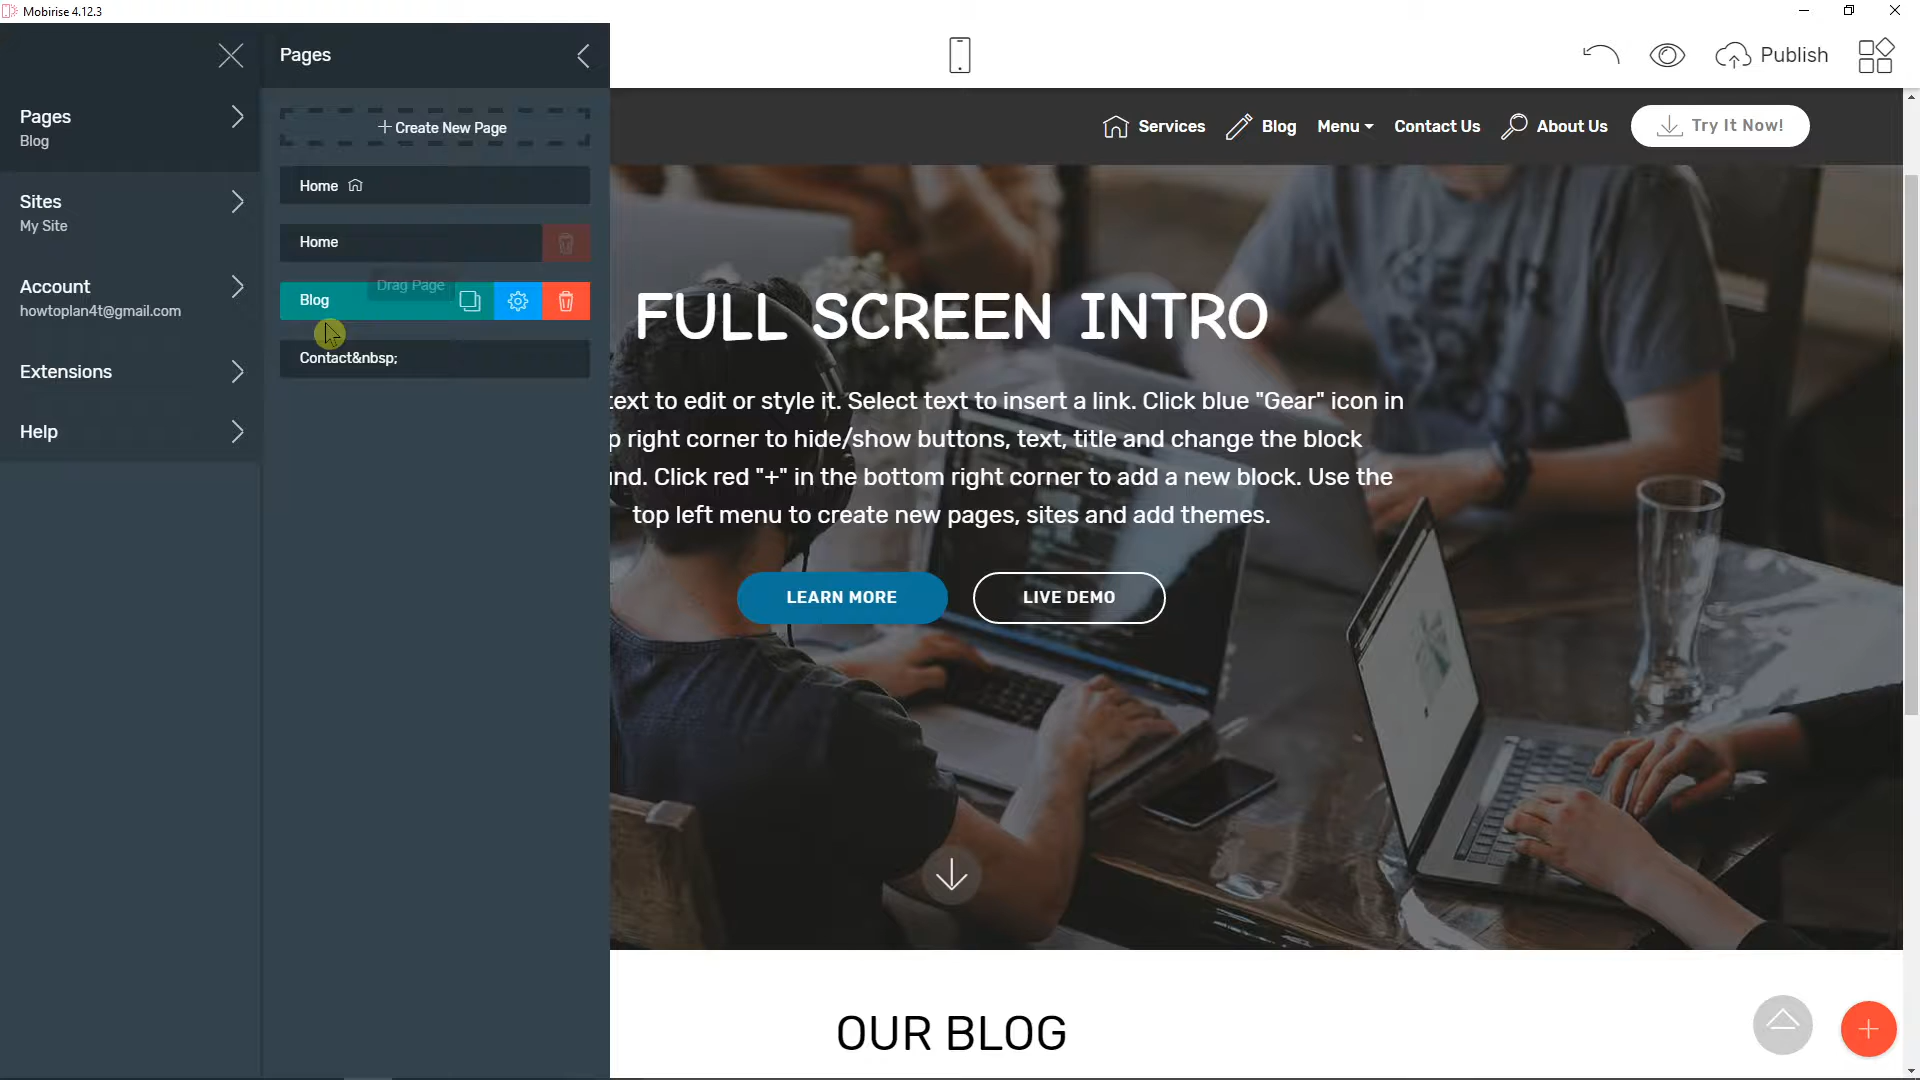 Mobirise 4.12.3
Pages
Blog
Sites
My Site
Account
howtoplan4t@gmail.com
Extensions
Help
Pages
+ Create New Page
Home
Home
Drag Page
Blog
Contact&nbsp;
Publish
Services
Blog
Menu
Contact Us
About Us
Try It Now!
FULL SCREEN INTRO
text to edit or style it. Select text to insert a link. Click blue "Gear" icon in
p right corner to hide/show buttons, text, title and change the block
und. Click red "+" in the bottom right corner to add a new block. Use the
top left menu to create new pages, sites and add themes.
LEARN MORE
LIVE DEMO
OUR BLOG